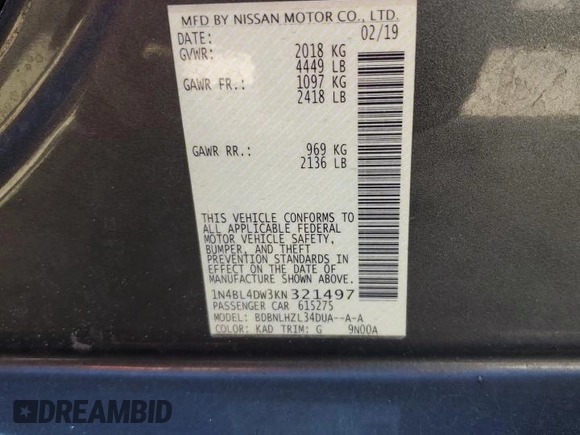 MFD BY NISSAN MOTOR CO., LTD.
DATE: 02/19
GVWR: 2018 KG
4449 LB
GAWR FR.: 1097 KG
2418 LB
GAWR RR.: 969 KG
2136 LB
THIS VEHICLE CONFORMS TO
ALL APPLICABLE FEDERAL
MOTOR VEHICLE SAFETY,
BUMPER, AND THEFT
PREVENTION STANDARDS IN
EFFECT ON THE DATE OF
MANUFACTURE SHOWN ABOVE.
1N4BL4DW3KN321497
PASSENGER CAR 615275
MODEL: BDBNLHZL34DUA--A-A
COLOR: KAD TRIM: G 9N00A
DREAMBID